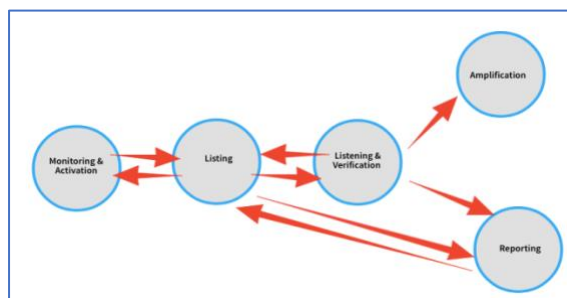 Amplification
Monitoring &
Activation
Listing
Listening &
Verification
Reporting